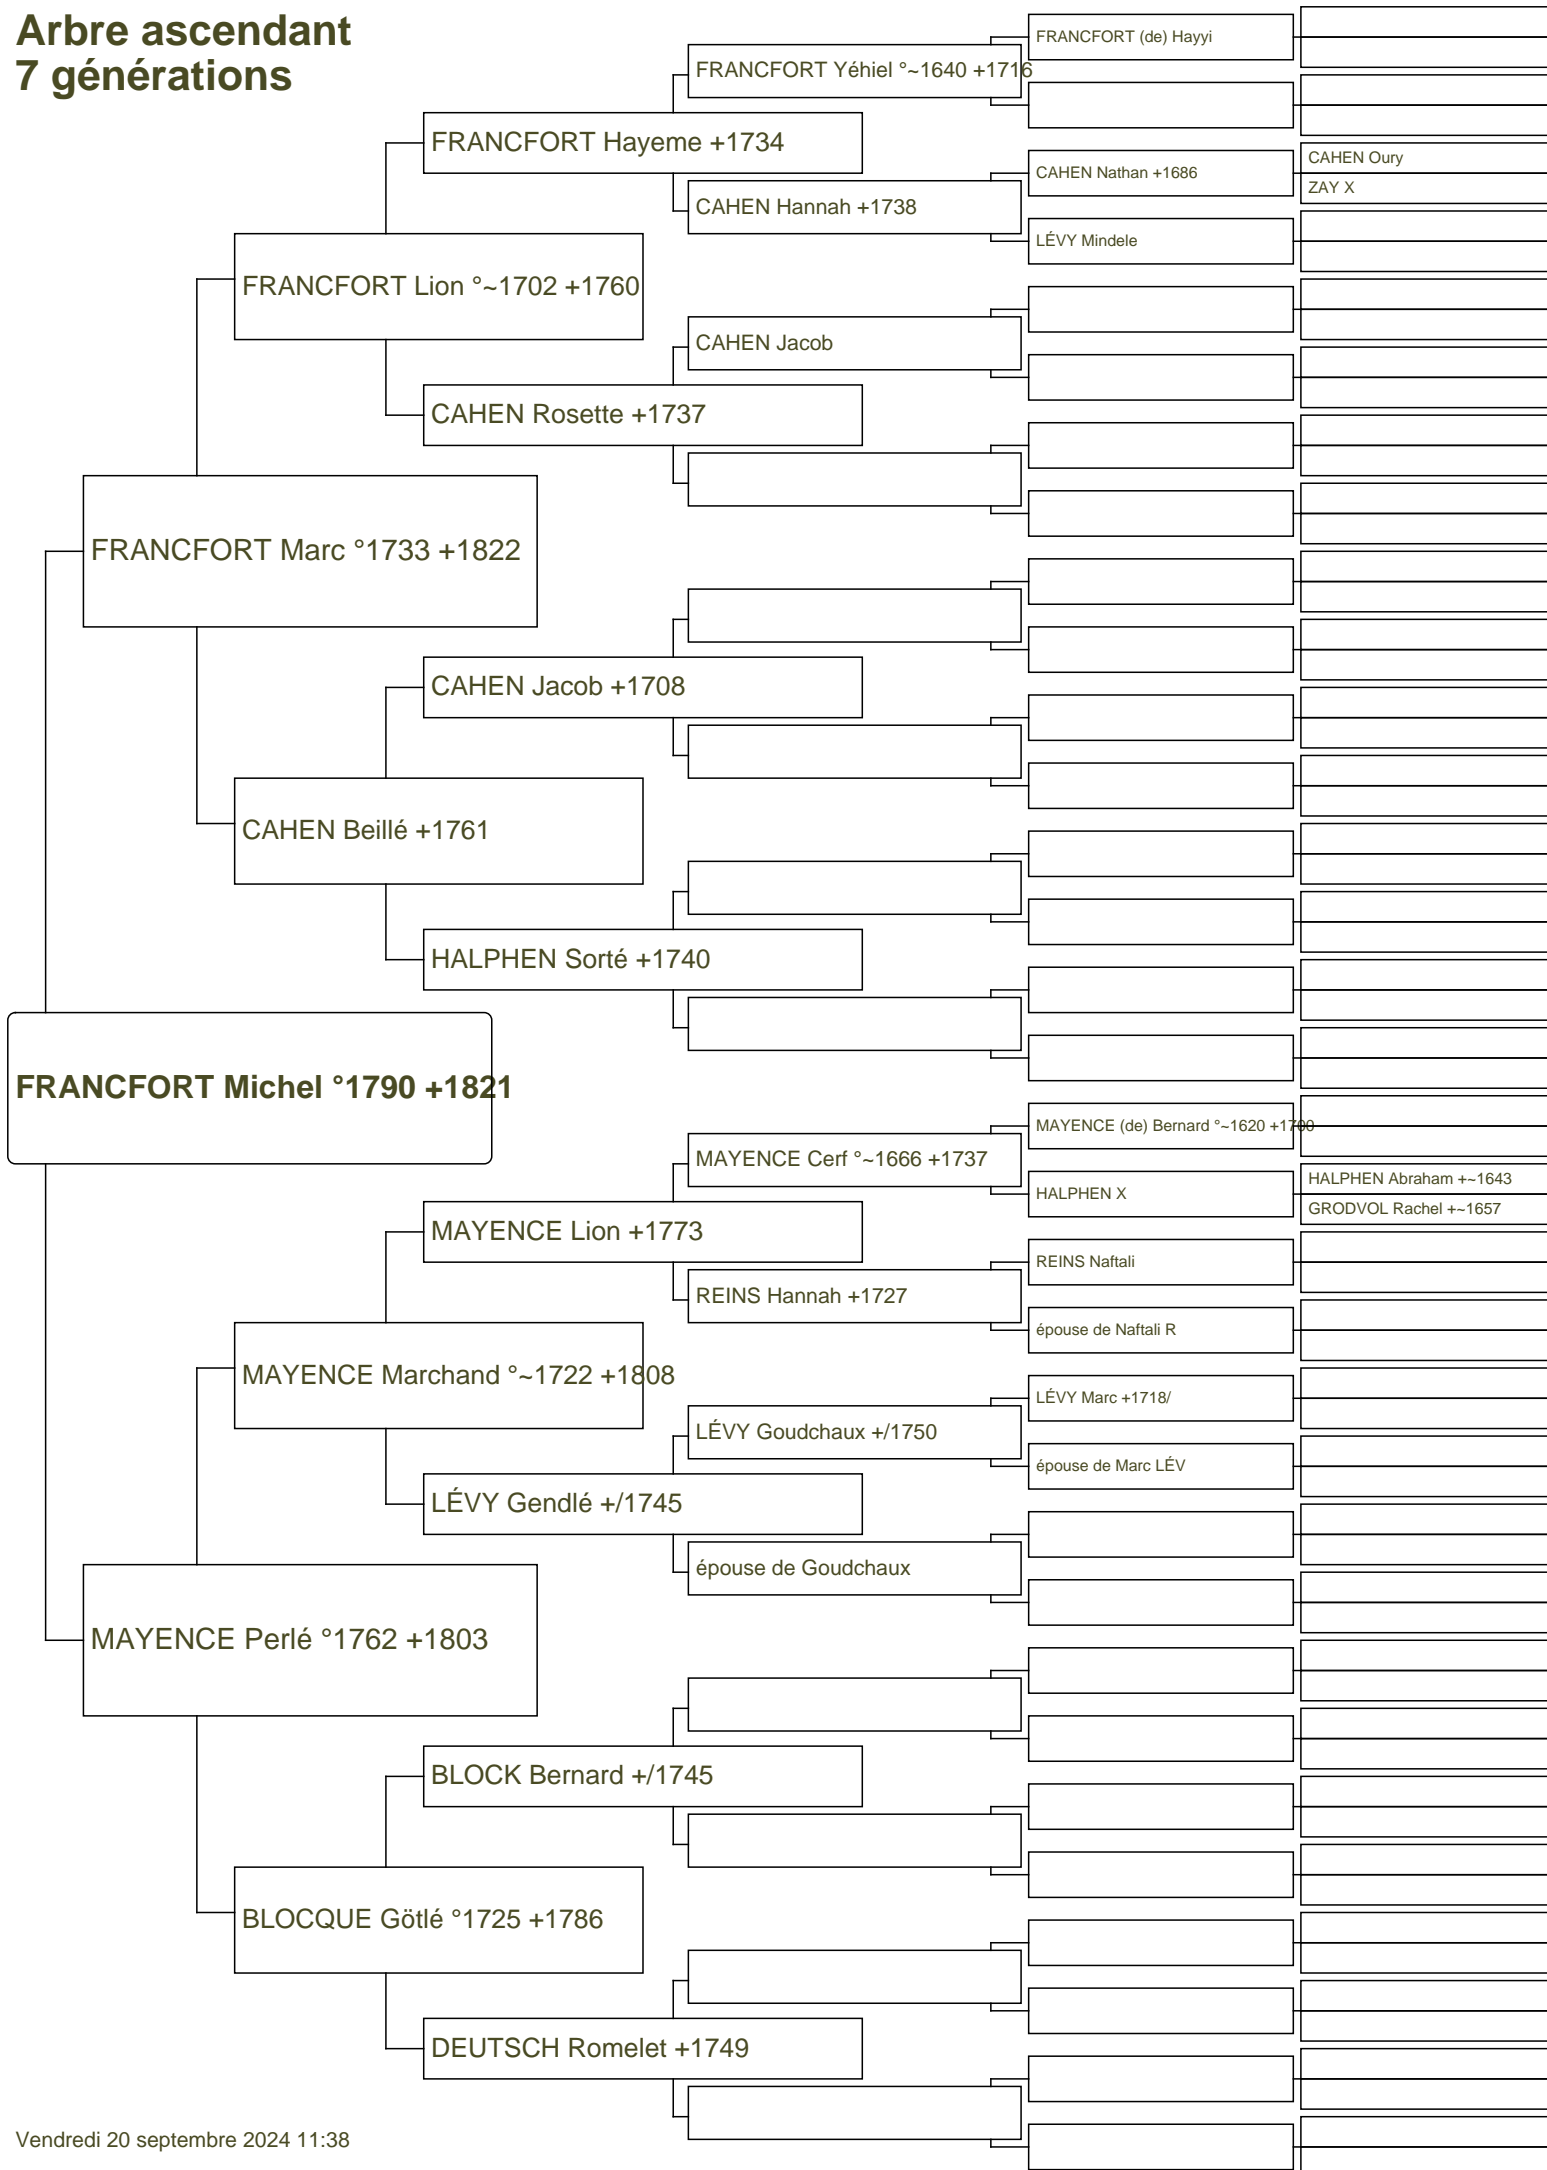 Arbre ascendant
7 générations
FRANCFORT (de) Hayyi
FRANCFORT Yéhiel °~1640 +1716
FRANCFORT Hayeme +1734
CAHEN Oury
CAHEN Nathan +1686
ZAY X
CAHEN Hannah +1738
LÉVY Mindele
FRANCFORT Lion °~1702 +1760
CAHEN Jacob
CAHEN Rosette +1737
FRANCFORT Marc °1733 +1822
CAHEN Jacob +1708
CAHEN Beillé +1761
HALPHEN Sorté +1740
FRANCFORT Michel °1790 +1821
MAYENCE (de) Bernard °~1620 +1700
MAYENCE Cerf °~1666 +1737
HALPHEN Abraham +~1643
HALPHEN X
GRODVOL Rachel +~1657
MAYENCE Lion +1773
REINS Naftali
REINS Hannah +1727
épouse de Naftali R
MAYENCE Marchand °~1722 +1808
LÉVY Marc +1718/
LÉVY Goudchaux +/1750
épouse de Marc LÉV
LÉVY Gendlé +/1745
épouse de Goudchaux
MAYENCE Perlé °1762 +1803
BLOCK Bernard +/1745
BLOCQUE Götlé °1725 +1786
DEUTSCH Romelet +1749
Vendredi 20 septembre 2024 11:38